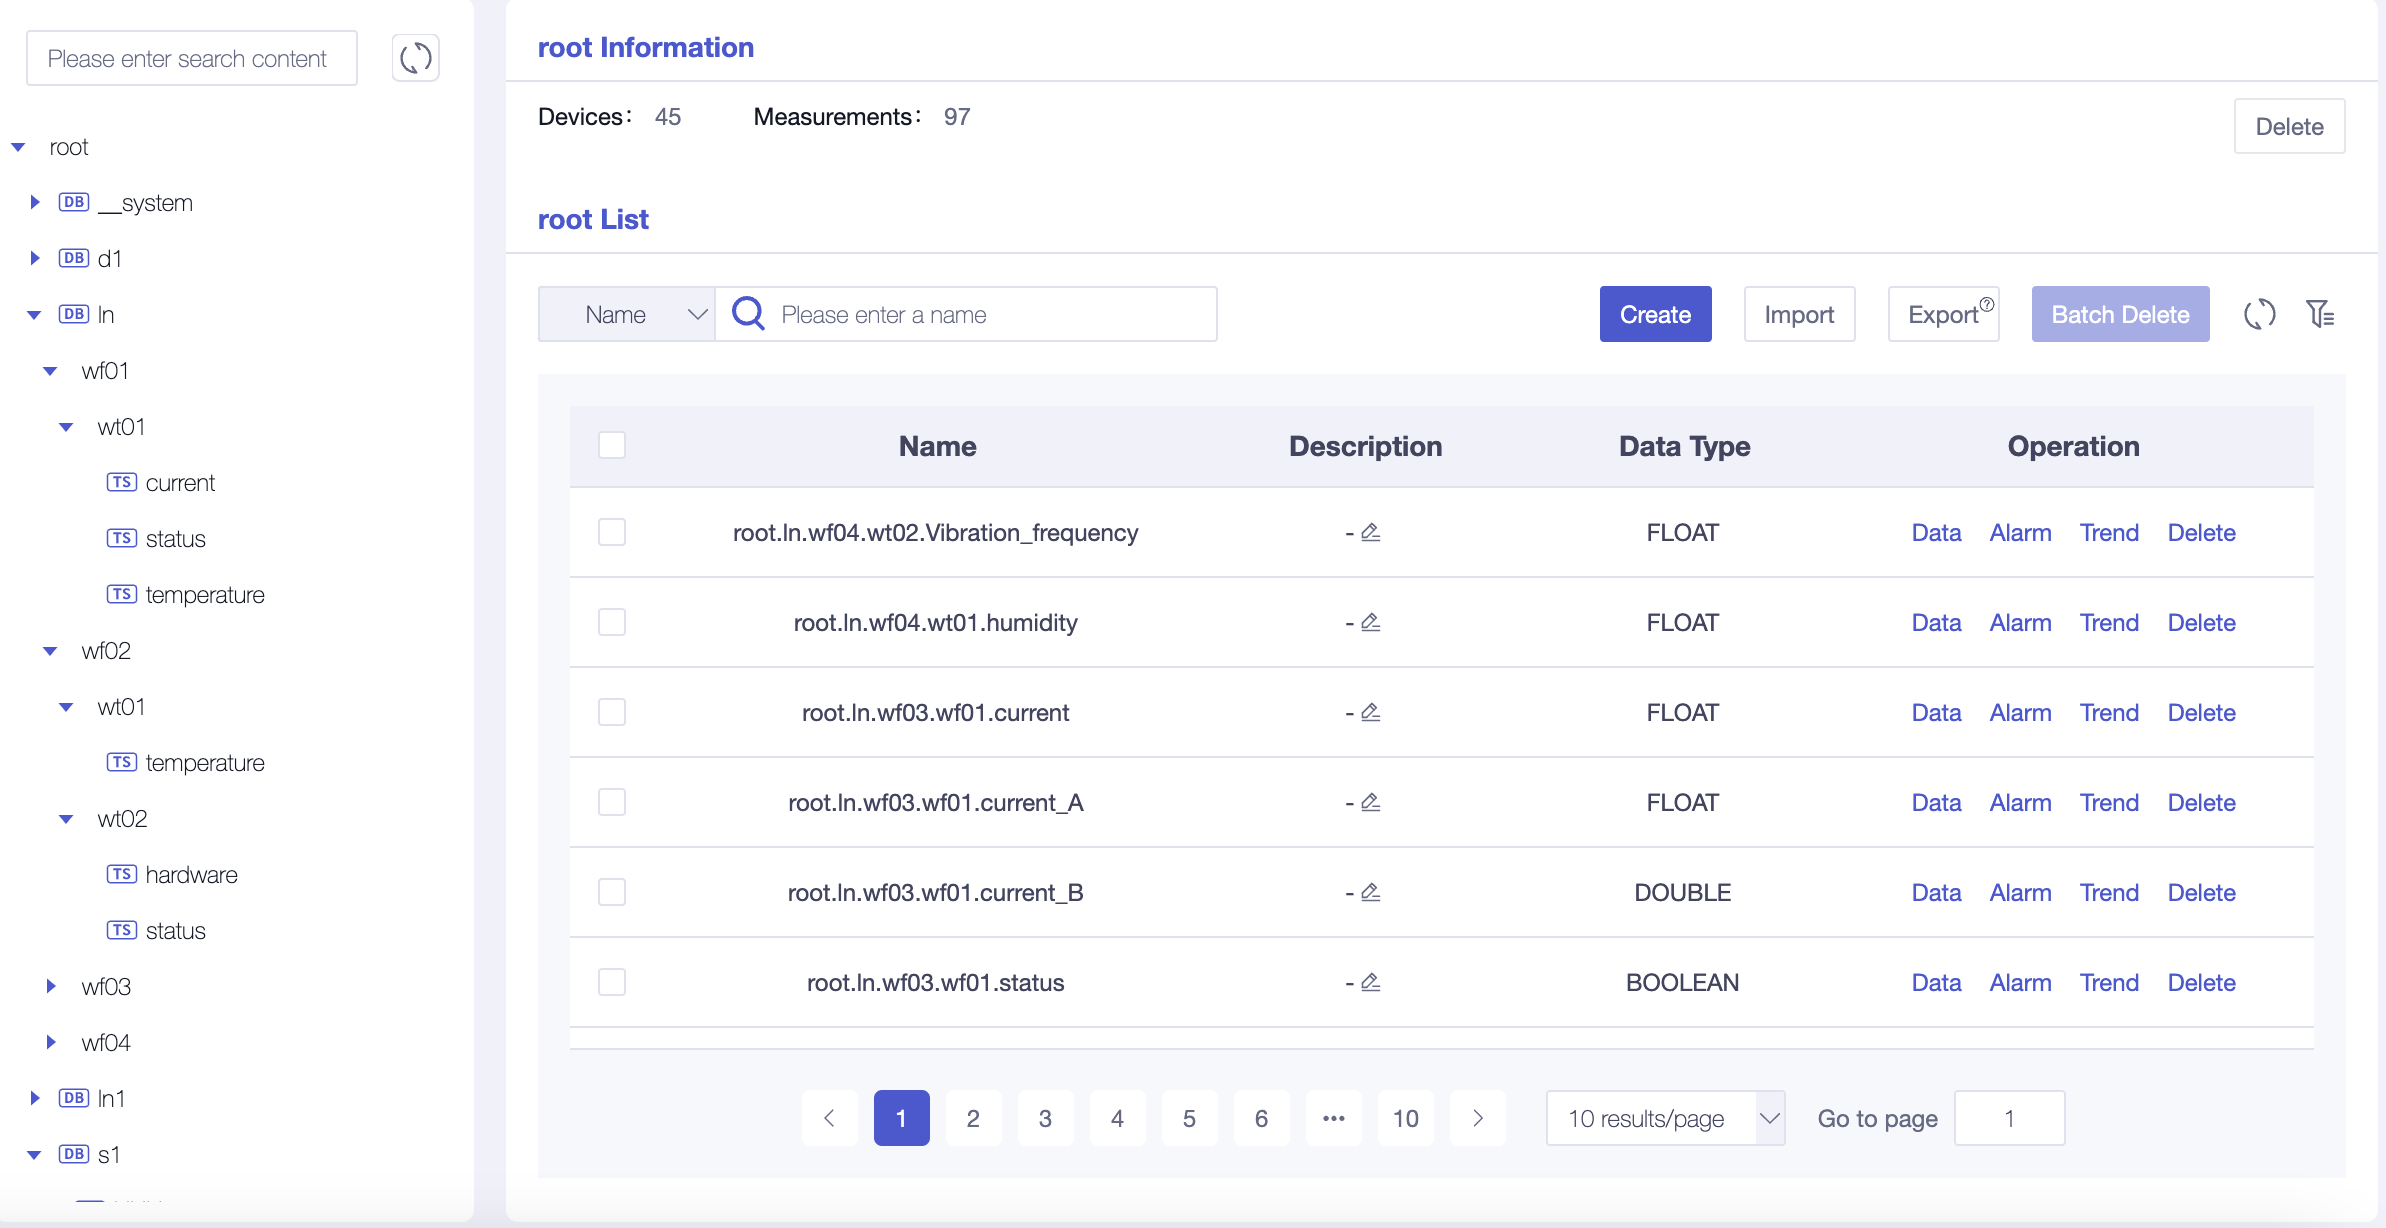 Please enter search content
root
DB __system
DB d1
DB ln
wf01
wt01
TS current
TS status
TS temperature
wf02
wt01
TS temperature
wt02
TS hardware
TS status
wf03
wf04
DB ln1
DB s1
root Information
Devices: 45 Measurements: 97
Delete
root List
Name Please enter a name Create Import Export? Batch Delete
Name Description Data Type Operation
root.ln.wf04.wt02.Vibration_frequency - FLOAT Data Alarm Trend Delete
root.ln.wf04.wt01.humidity - FLOAT Data Alarm Trend Delete
root.ln.wf03.wf01.current - FLOAT Data Alarm Trend Delete
root.ln.wf03.wf01.current_A - FLOAT Data Alarm Trend Delete
root.ln.wf03.wf01.current_B - DOUBLE Data Alarm Trend Delete
root.ln.wf03.wf01.status - BOOLEAN Data Alarm Trend Delete
< 1 2 3 4 5 6 ••• 10 > 10 results/page Go to page 1